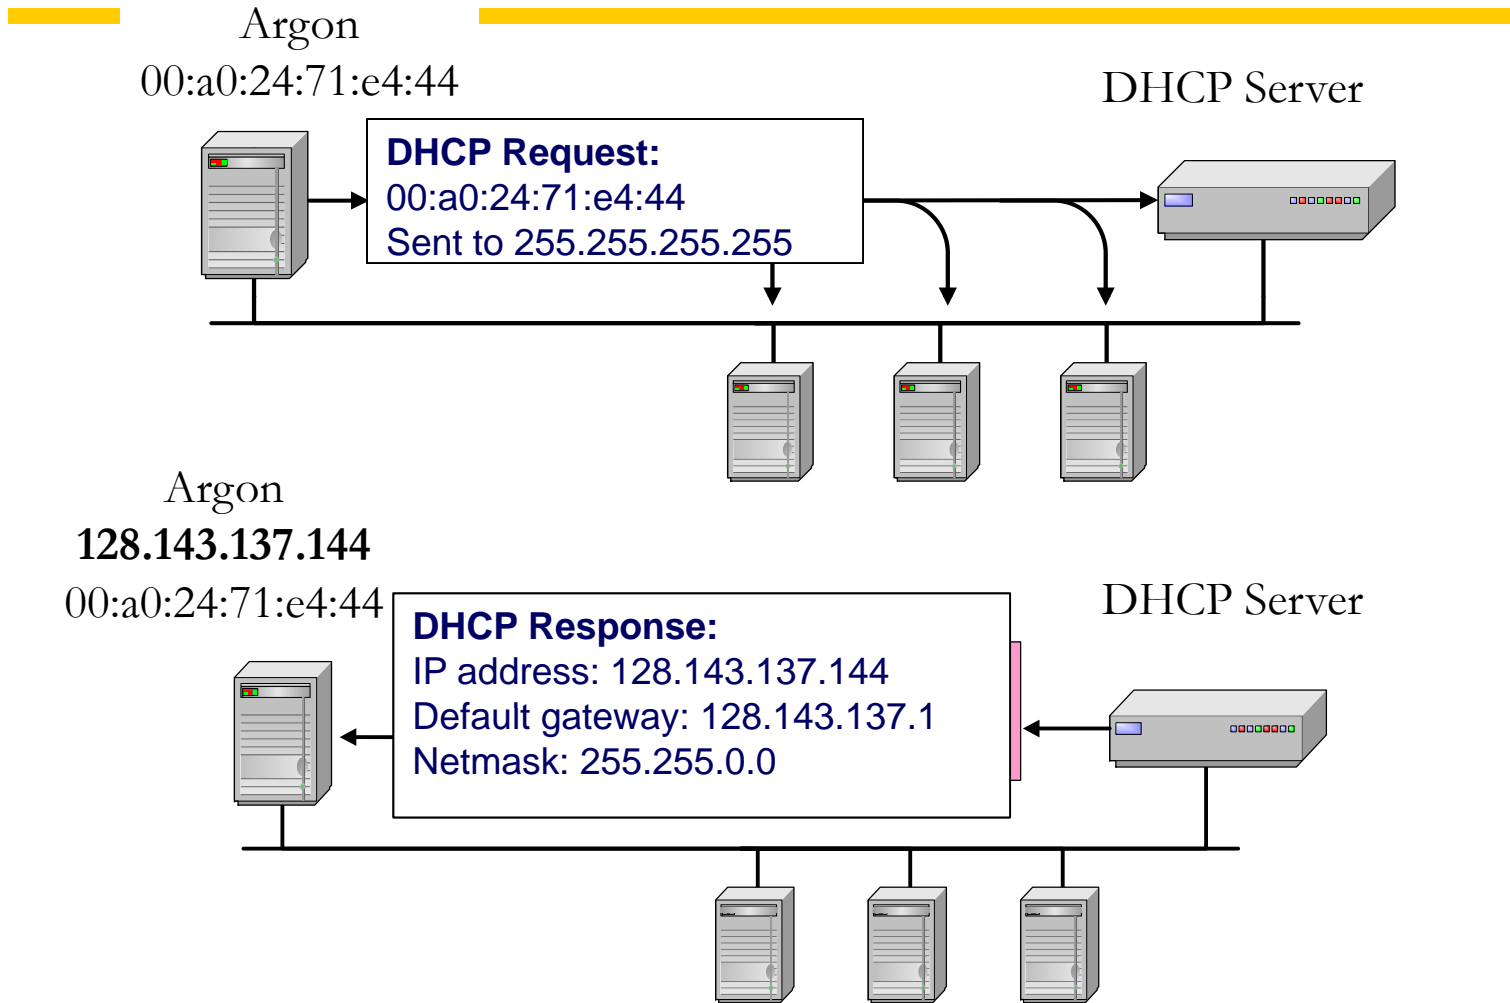 Argon
00:a0:24:71:e4:44
DHCP Server
DHCP Request:
00:a0:24:71:e4:44
Sent to 255.255.255.255
Argon
128.143.137.144
00:a0:24:71:e4:44
DHCP Server
DHCP Response:
IP address: 128.143.137.144
Default gateway: 128.143.137.1
Netmask: 255.255.0.0